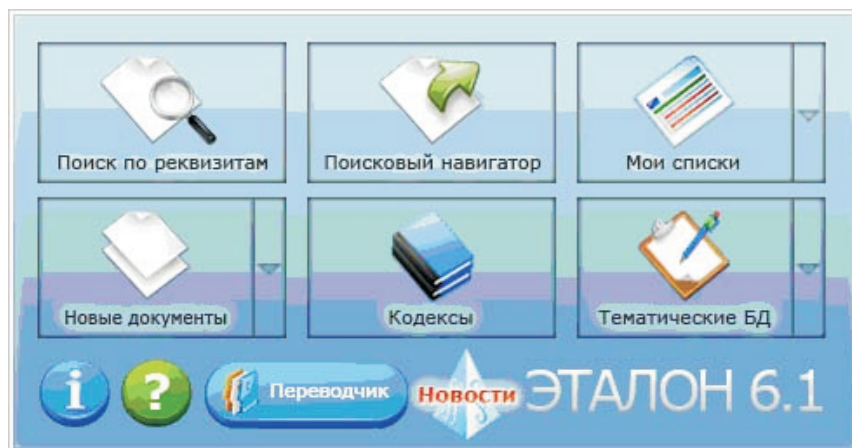 Поиск по реквизитам
Поисковый навигатор
Мои списки
Новые документы
Кодексы
Тематические БД
i
?
Переводчик
Новости
ЭТАЛОН 6.1